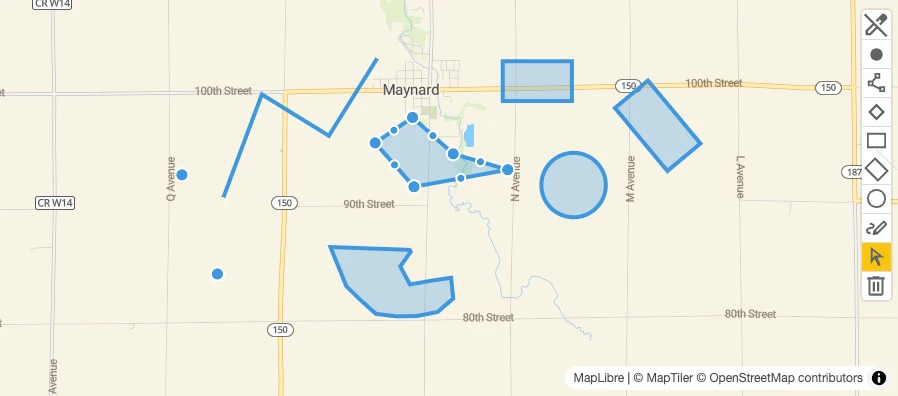 CR W14
100th Street
Maynard
150
100th Street
150
Q Avenue
N Avenue
M Avenue
L Avenue
187
CR W14
150
90th Street
80th Street
80th Street
150
Avenue
MapLibre | © MapTiler © OpenStreetMap contributors